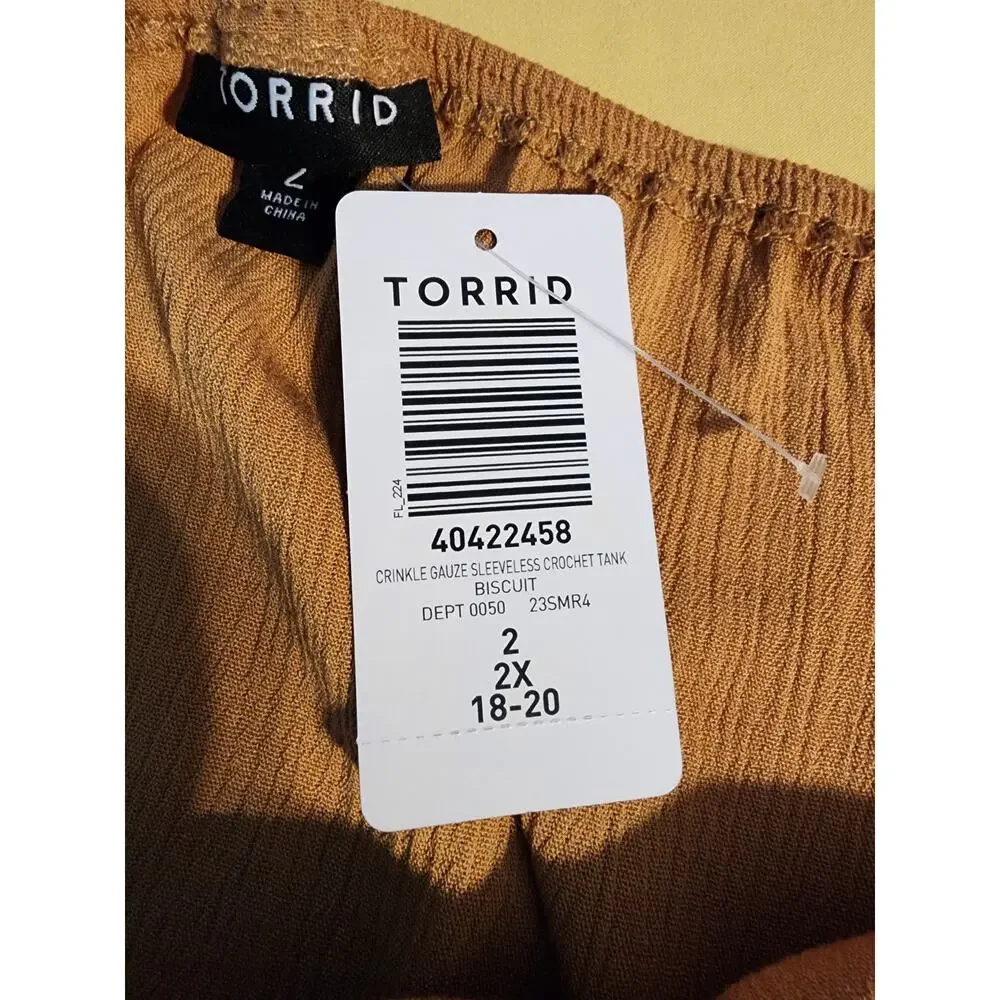 TORRID
2
MADE IN
CHINA
TORRID
FL_224
40422458
CRINKLE GAUZE SLEEVELESS CROCHET TANK
BISCUIT
DEPT 0050 23SMR4
2
2X
18-20